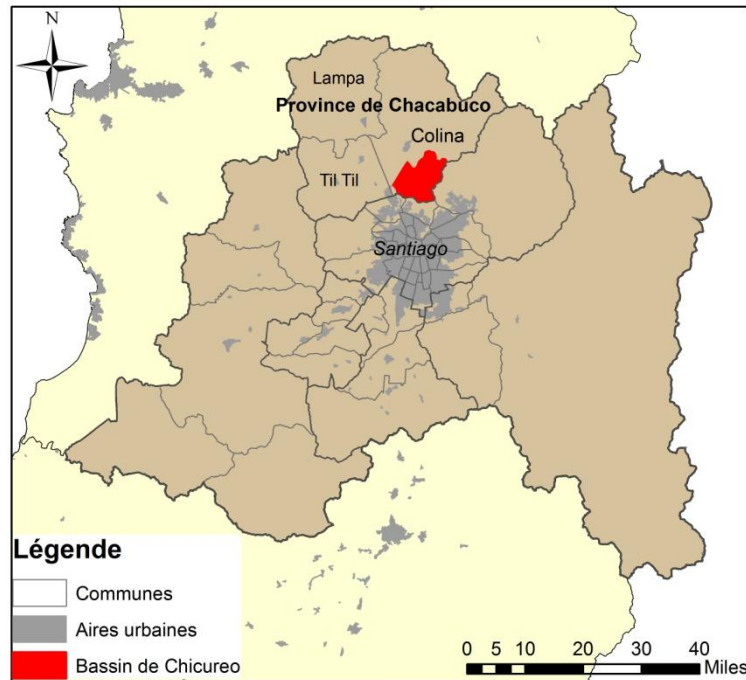 N
Lampa
Province de Chacabuco
Colina
Til Til
Santiago
Légende
Communes
Aires urbaines
Bassin de Chicureo
0 5 10 20 30 40
Miles